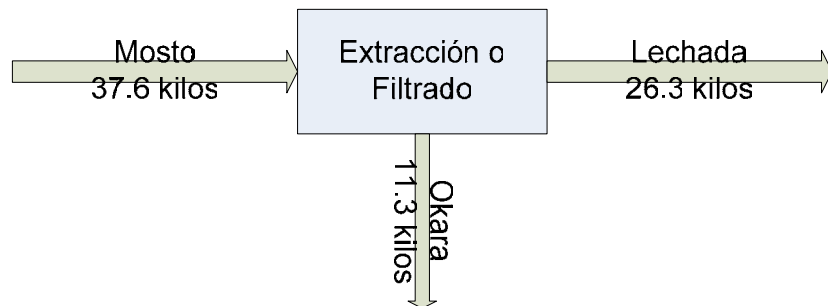 Mosto
37.6 kilos
Extracción o
Filtrado
Lechada
26.3 kilos
Okara
11.3 kilos